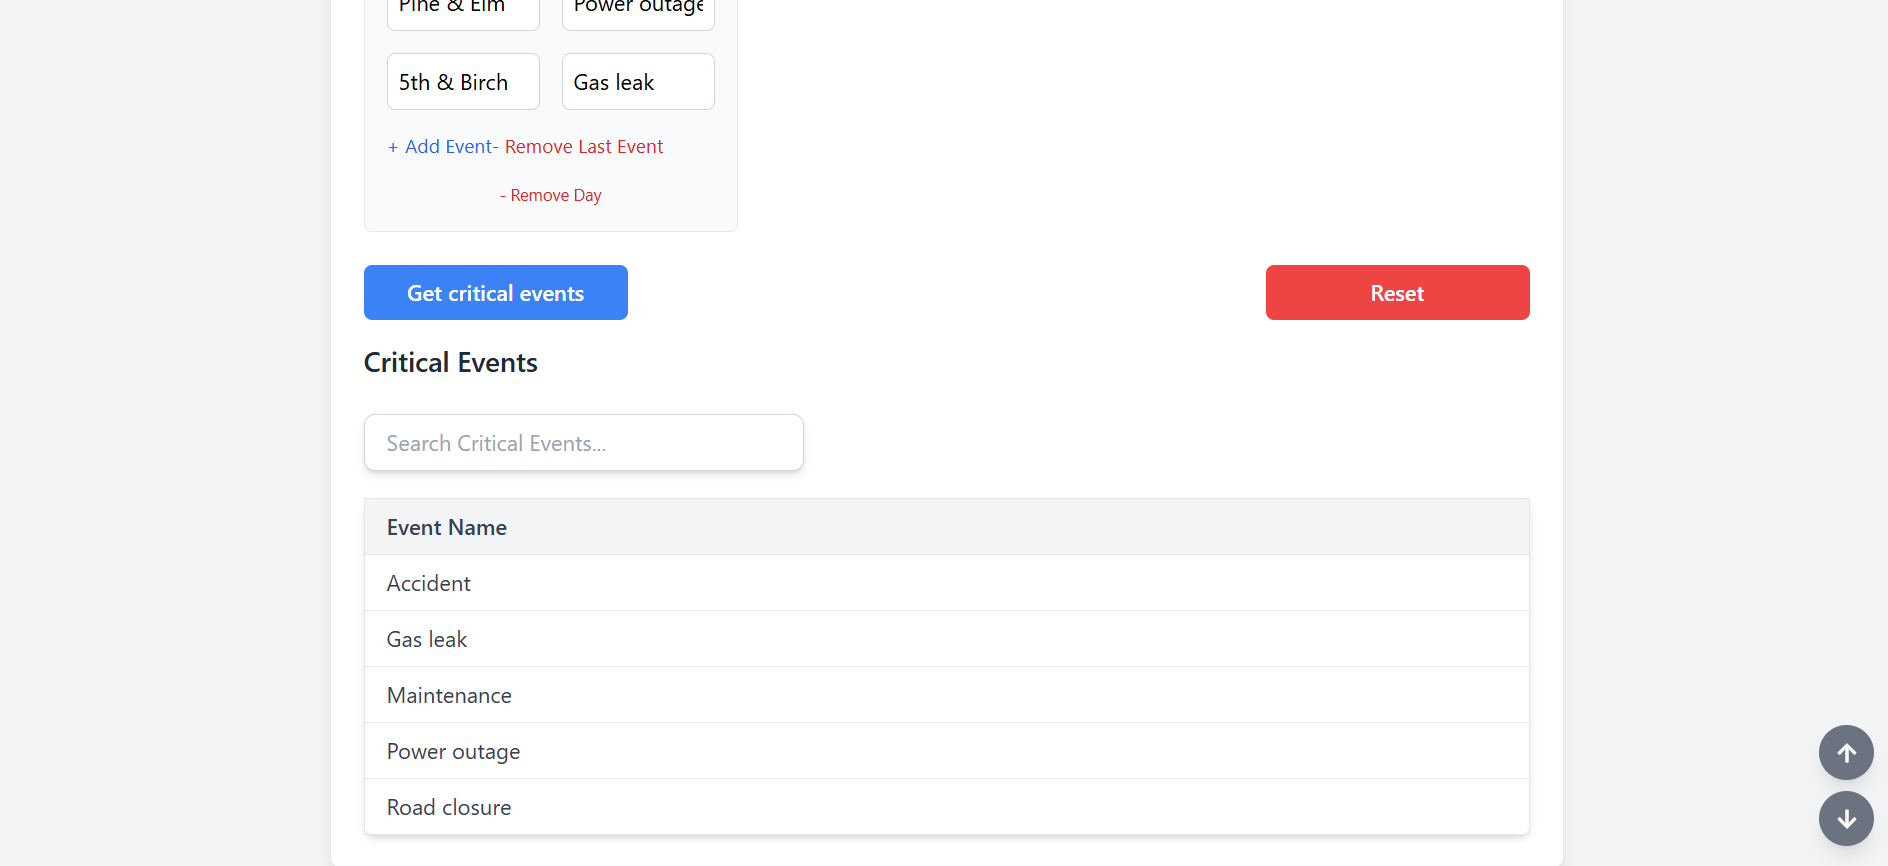 Pine & Elm Power outage
5th & Birch Gas leak
+ Add Event- Remove Last Event
- Remove Day
Get critical events Reset
Critical Events
Search Critical Events...
Event Name
Accident
Gas leak
Maintenance
Power outage
Road closure